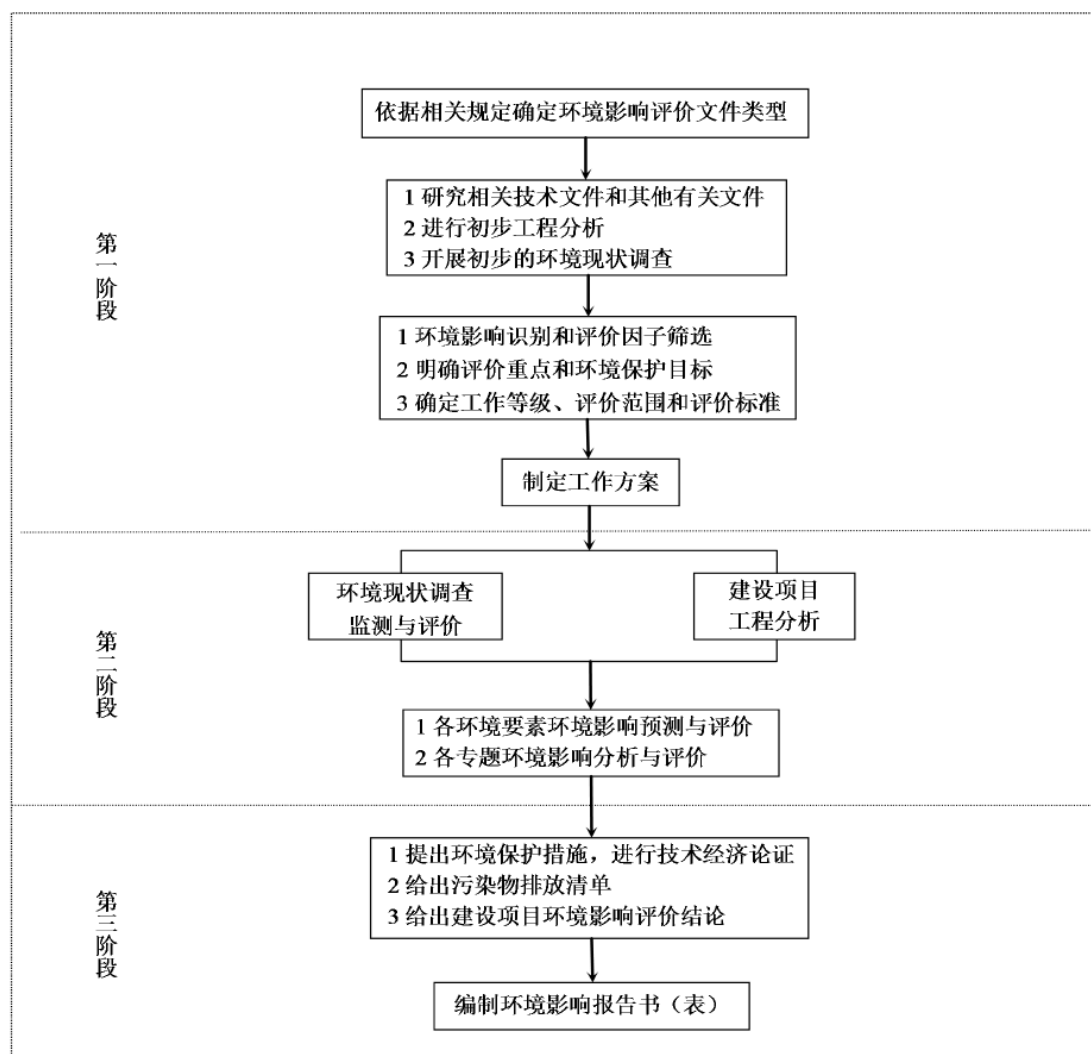 依据相关规定确定环境影响评价文件类型
1 研究相关技术文件和其他有关文件
2 进行初步工程分析
3 开展初步的环境现状调查
第一阶段
1 环境影响识别和评价因子筛选
2 明确评价重点和环境保护目标
3 确定工作等级、评价范围和评价标准
制定工作方案
环境现状调查
监测与评价
建设项目
工程分析
第二阶段
1 各环境要素环境影响预测与评价
2 各专题环境影响分析与评价
1 提出环境保护措施，进行技术经济论证
2 给出污染物排放清单
3 给出建设项目环境影响评价结论
第三阶段
编制环境影响报告书（表）